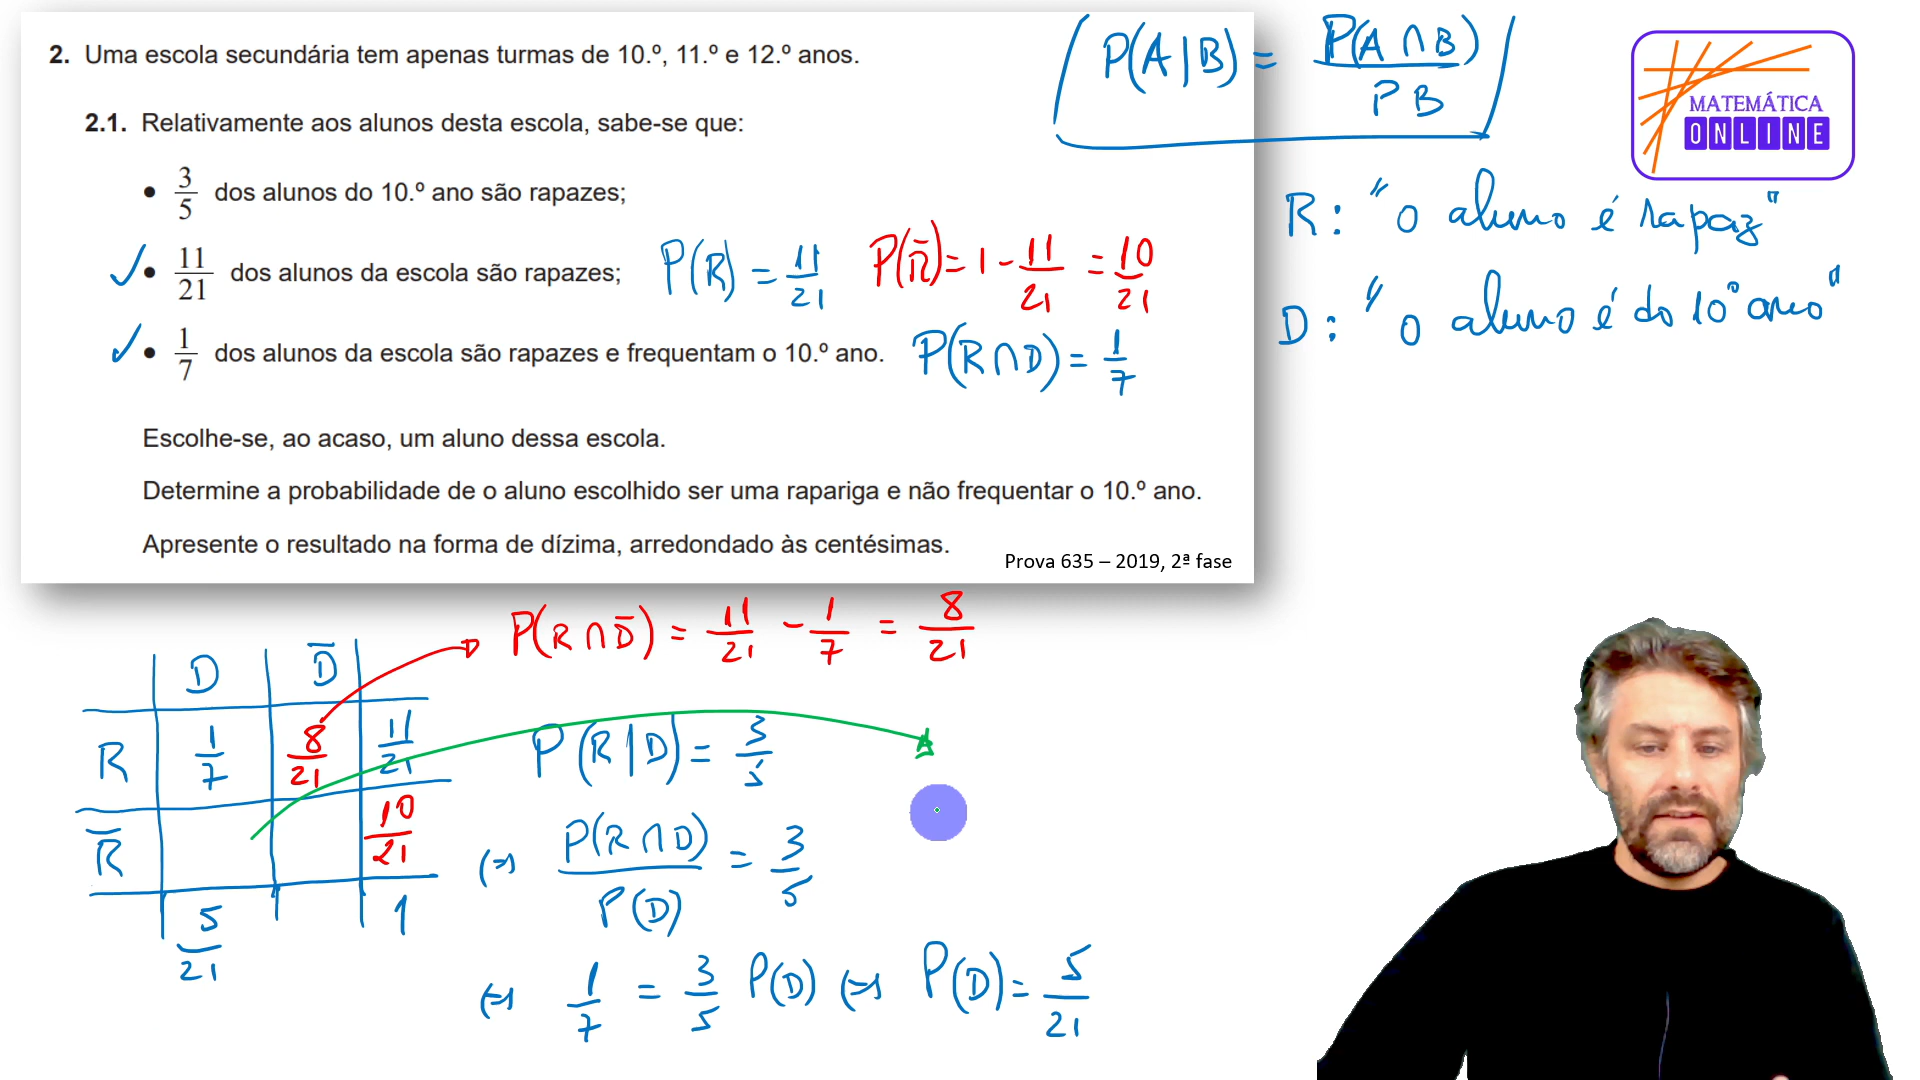 2. Uma escola secundária tem apenas turmas de 10.º, 11.º e 12.º anos.
P(A|B) = P(A ∩ B) / P B
MATEMÁTICA
ONLINE
2.1. Relativamente aos alunos desta escola, sabe-se que:
• 3/5 dos alunos do 10.º ano são rapazes;
R: "o aluno é rapaz"
✓ • 11/21 dos alunos da escola são rapazes; P(R) = 11/21 P(R̄) = 1 - 11/21 = 10/21
D: "o aluno é do 10º ano"
✓ • 1/7 dos alunos da escola são rapazes e frequentam o 10.º ano. P(R ∩ D) = 1/7
Escolhe-se, ao acaso, um aluno dessa escola.
Determine a probabilidade de o aluno escolhido ser uma rapariga e não frequentar o 10.º ano.
Apresente o resultado na forma de dízima, arredondado às centésimas.
Prova 635 – 2019, 2ª fase
P(R ∩ D̄) = 11/21 - 1/7 = 8/21
D D̄
R 1/7 8/21 11/21
R̄ 10/21
5/21 1
P(R|D) = 3/5
(=) P(R ∩ D) / P(D) = 3/5
(=) 1/7 = 3/5 P(D) (=) P(D) = 5/21